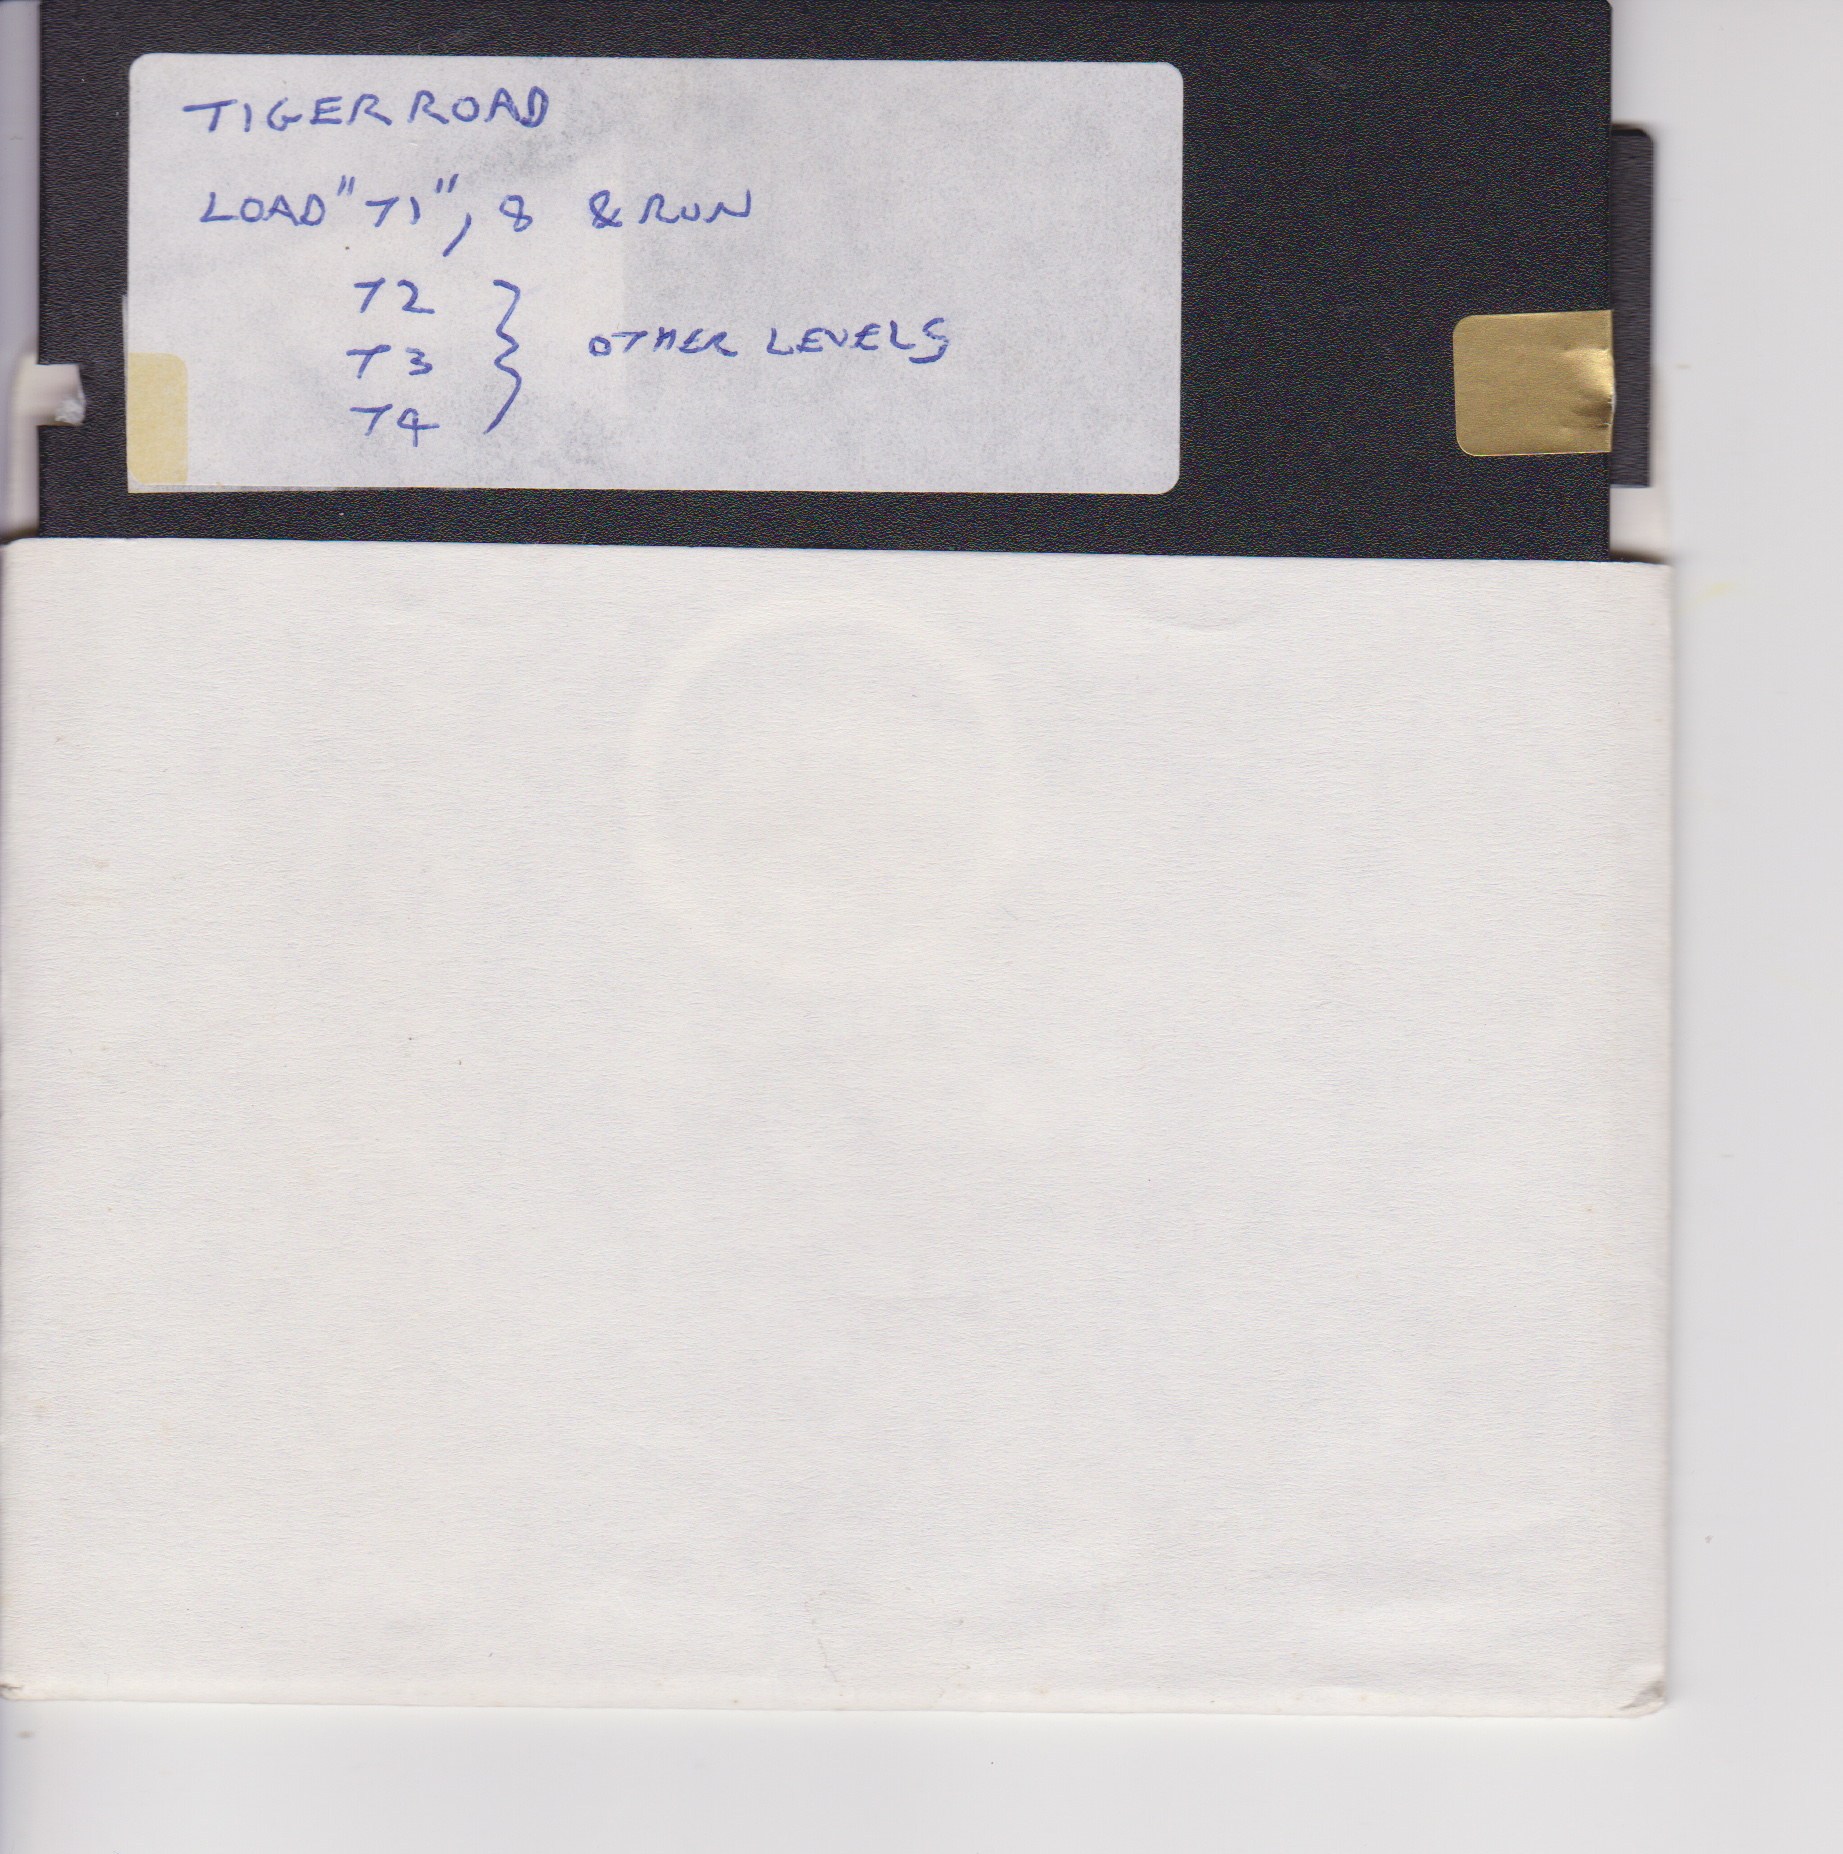 TIGER ROAD
LOAD "T1", 8 & RUN
T2
T3 } OTHER LEVELS
T4